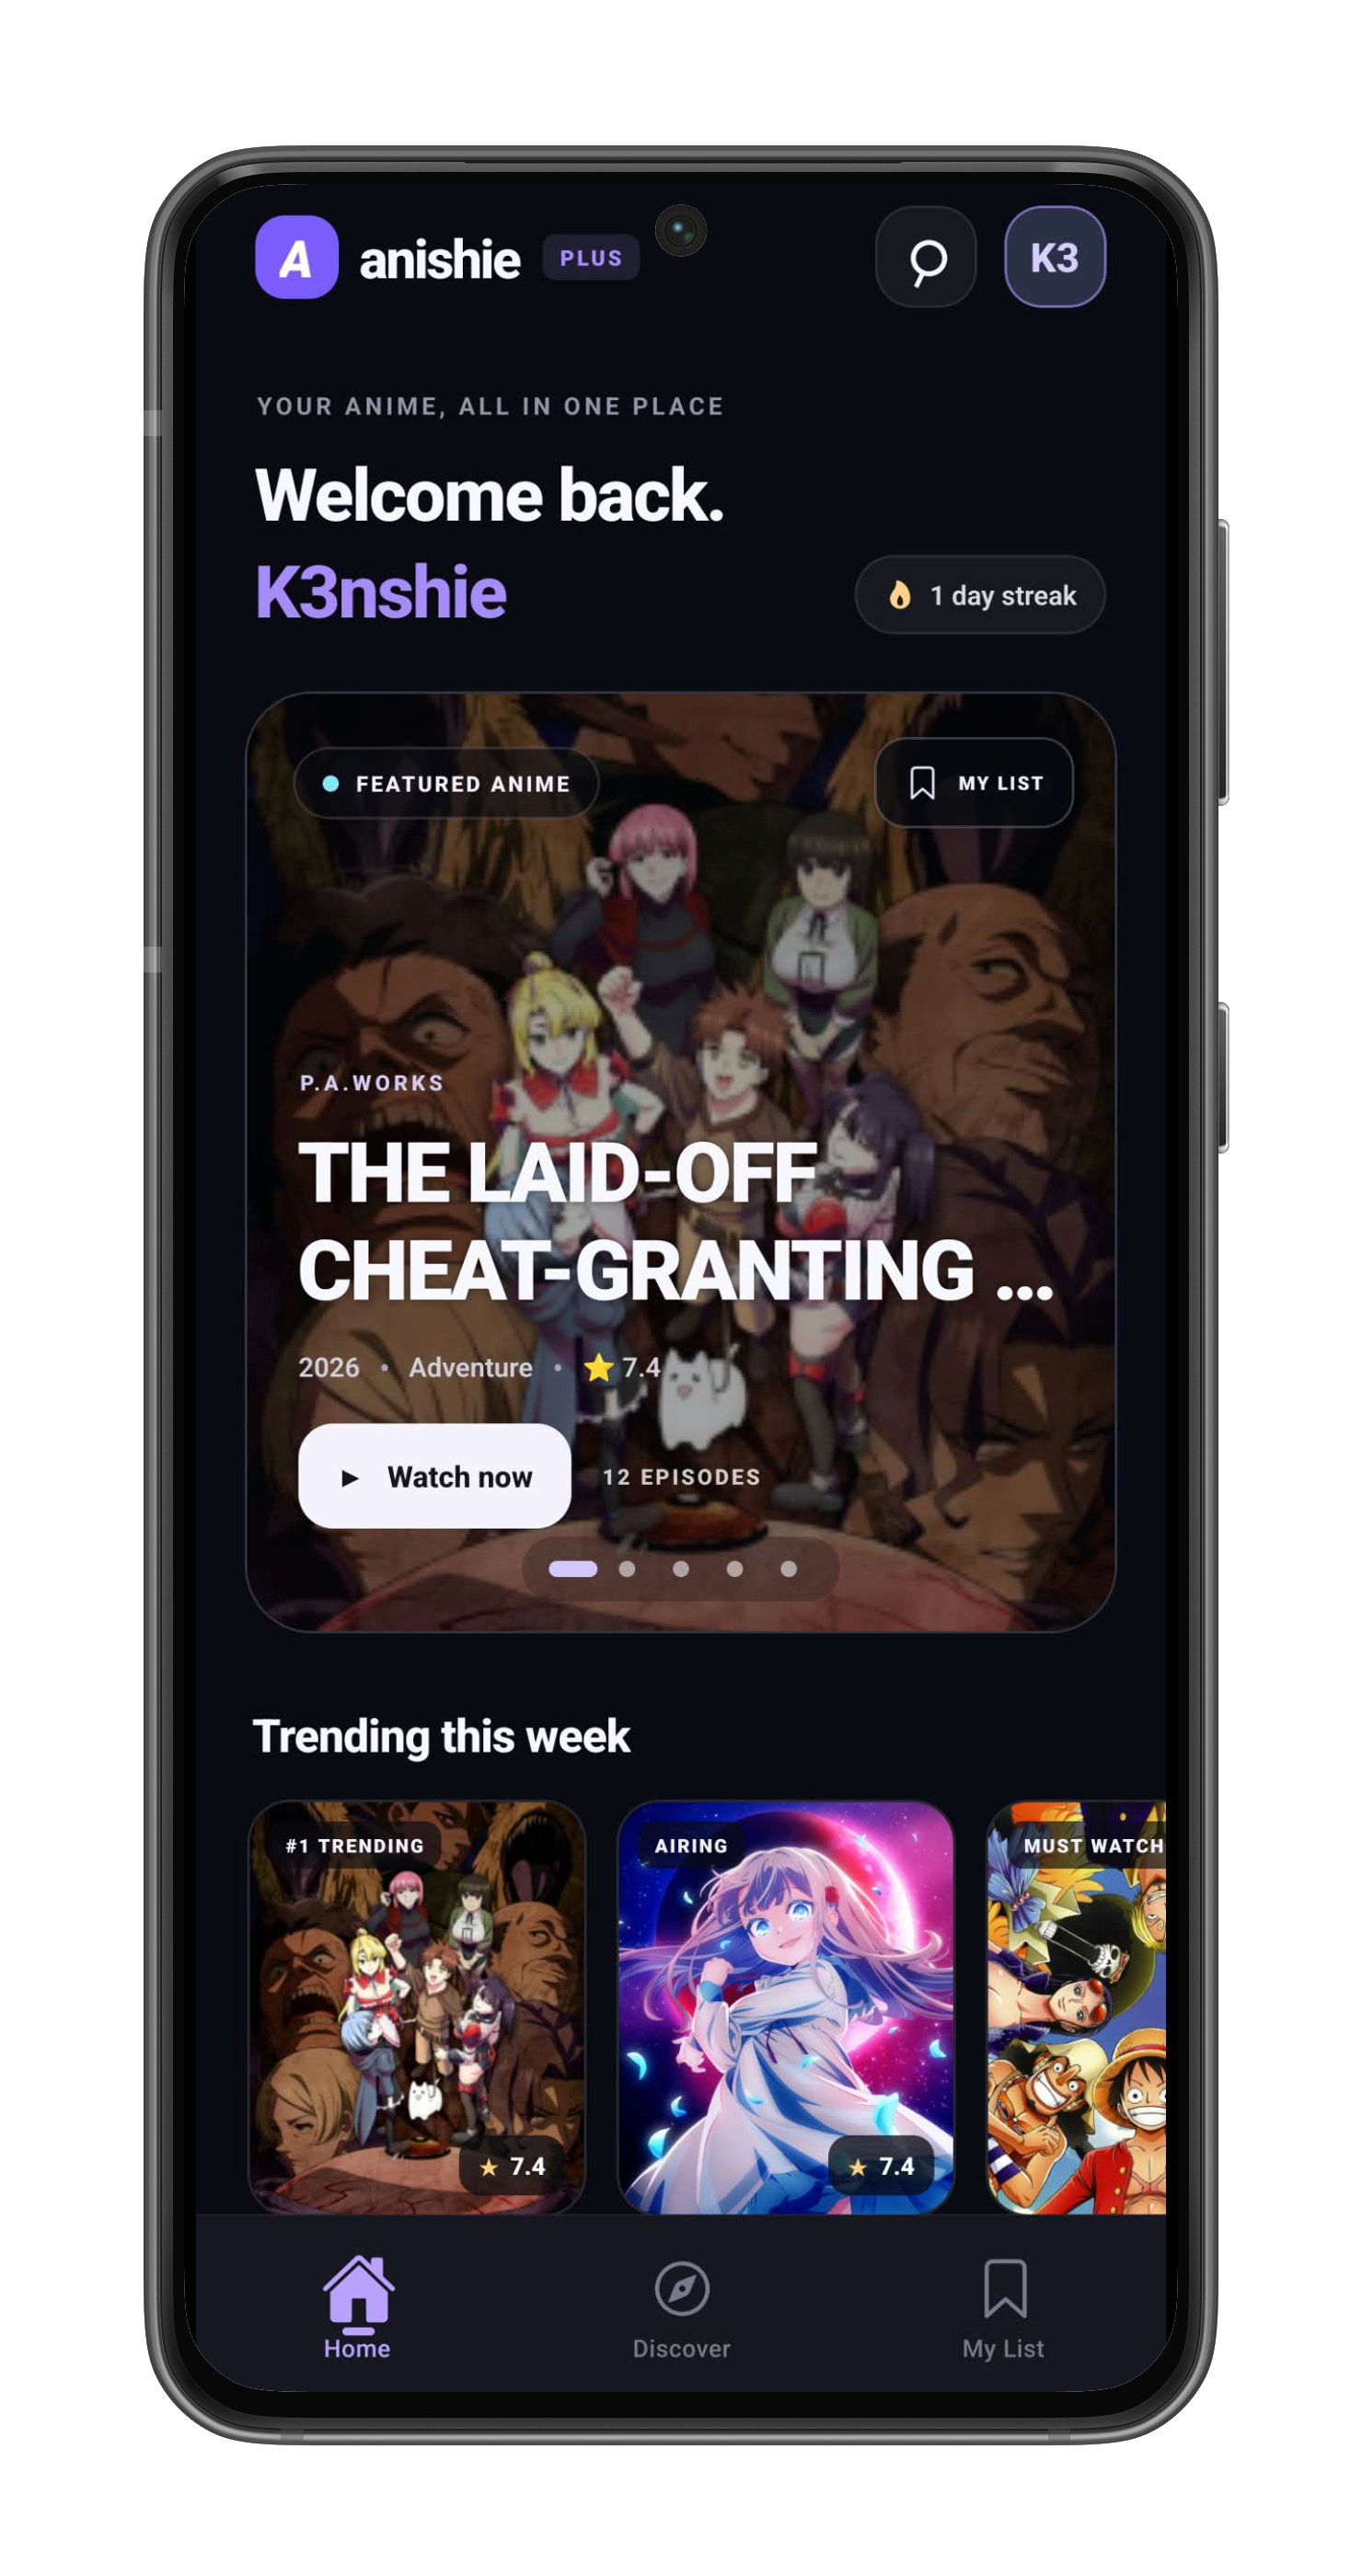 A anishie PLUS K3
YOUR ANIME, ALL IN ONE PLACE
Welcome back.
K3nshie
1 day streak
FEATURED ANIME
MY LIST
P.A.WORKS
THE LAID-OFF
CHEAT-GRANTING ...
2026 • Adventure • ⭐ 7.4
▶ Watch now
12 EPISODES
Trending this week
#1 TRENDING
AIRING
MUST WATCH
★ 7.4
★ 7.4
Home
Discover
My List